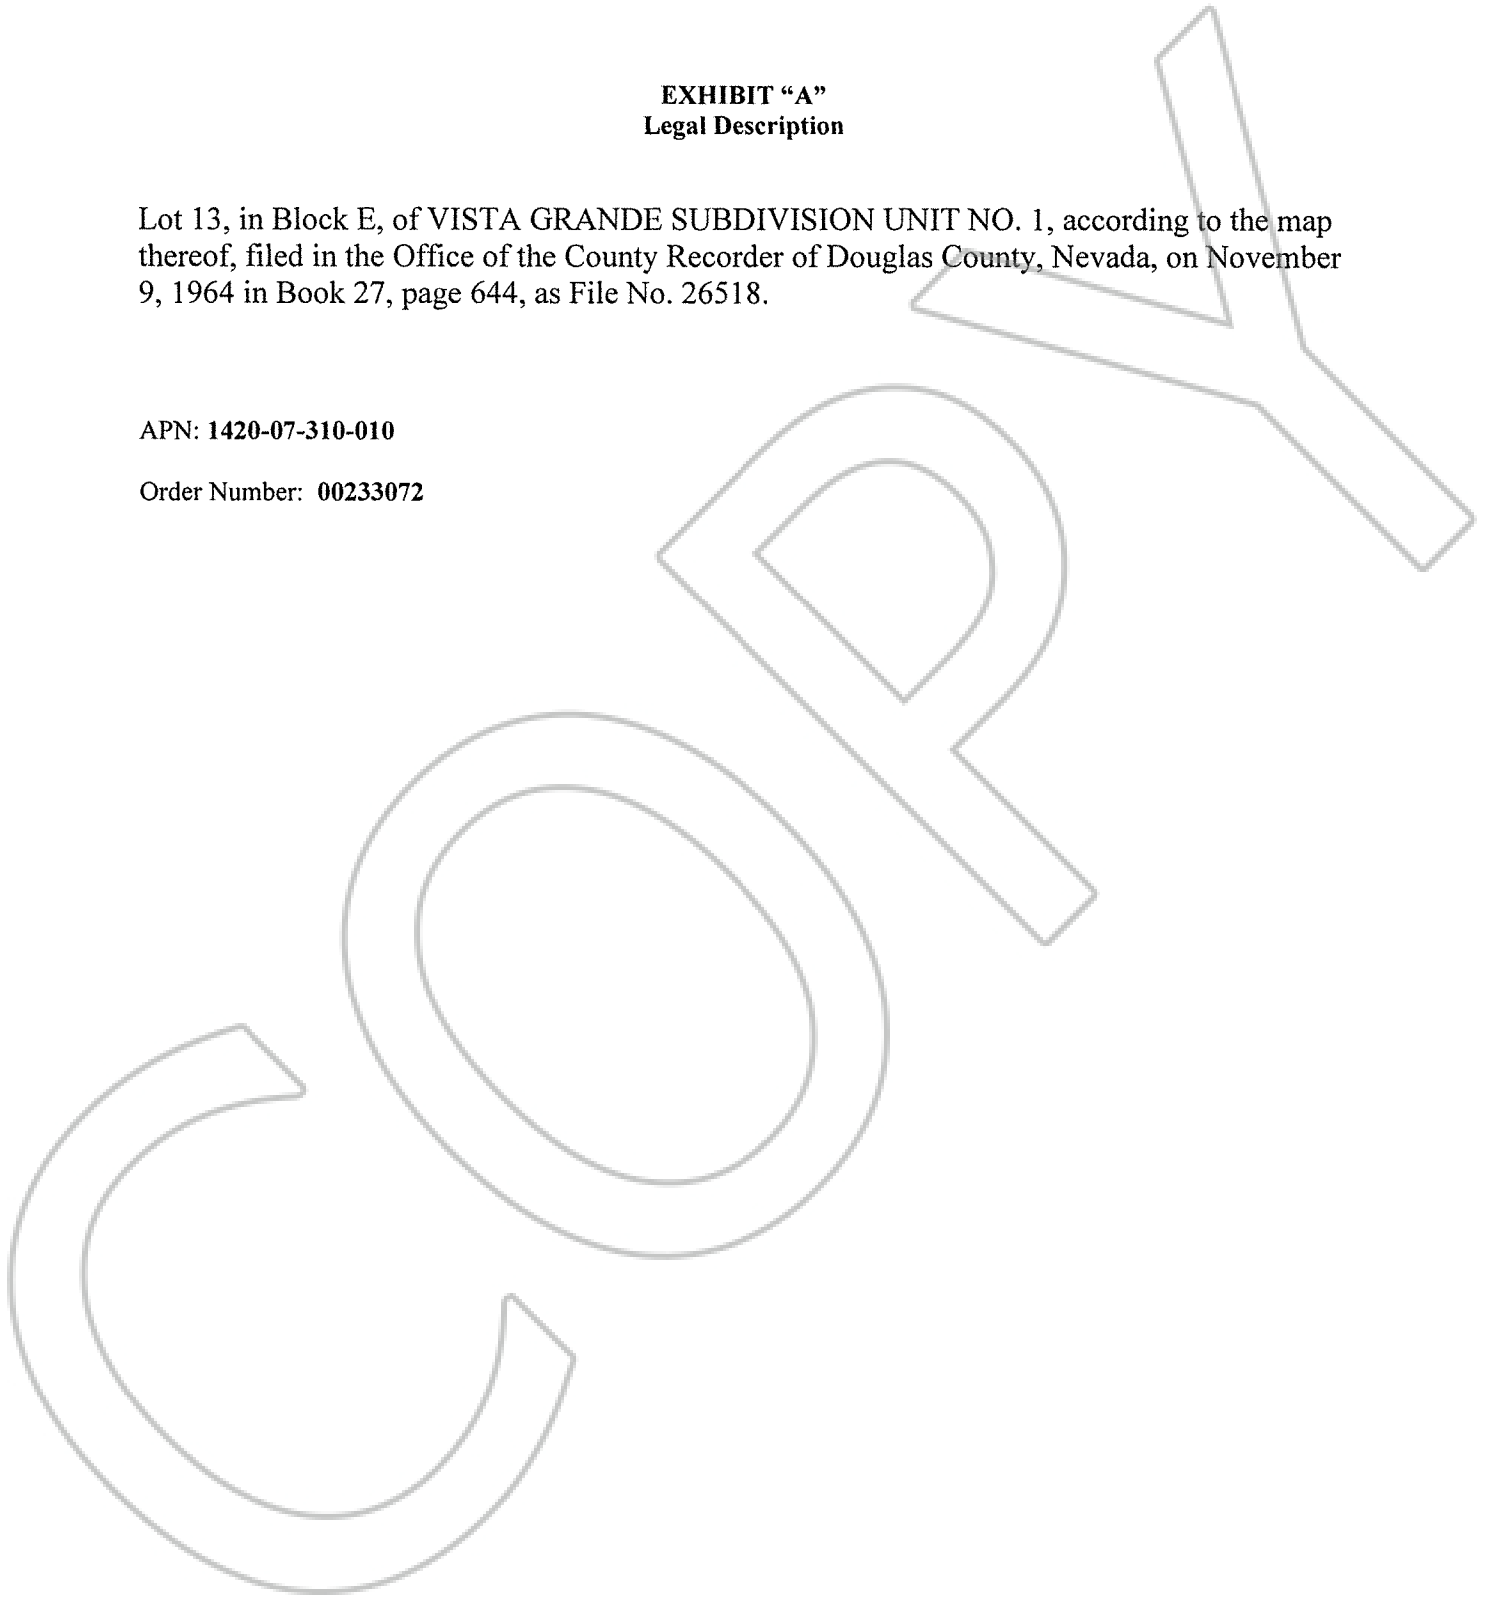 EXHIBIT “A”
Legal Description
Lot 13, in Block E, of VISTA GRANDE SUBDIVISION UNIT NO. 1, according to the map
thereof, filed in the Office of the County Recorder of Douglas County, Nevada, on November
9, 1964 in Book 27, page 644, as File No. 26518.
APN: 1420-07-310-010
Order Number: 00233072
COPY